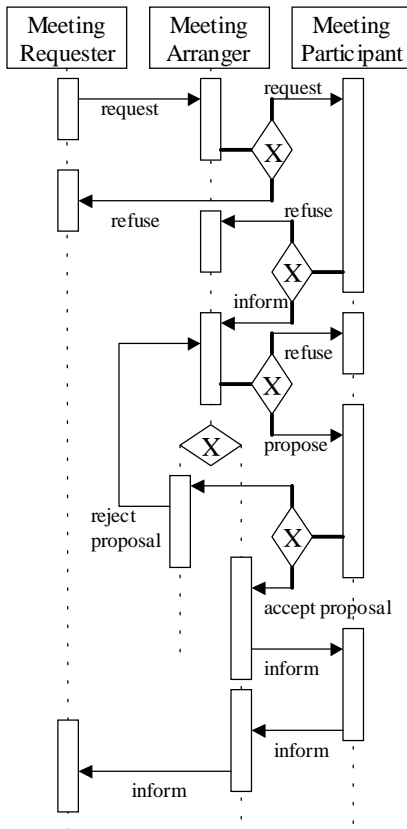 Meeting
Requester
Meeting
Arranger
Meeting
Participant
request
request
X
refuse
refuse
X
inform
refuse
X
propose
X
reject
proposal
X
accept proposal
inform
inform
inform